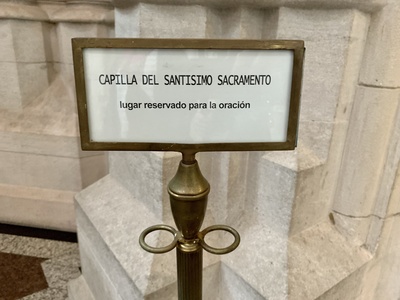 CAPILLA DEL SANTISIMO SACRAMENTO
lugar reservado para la oración